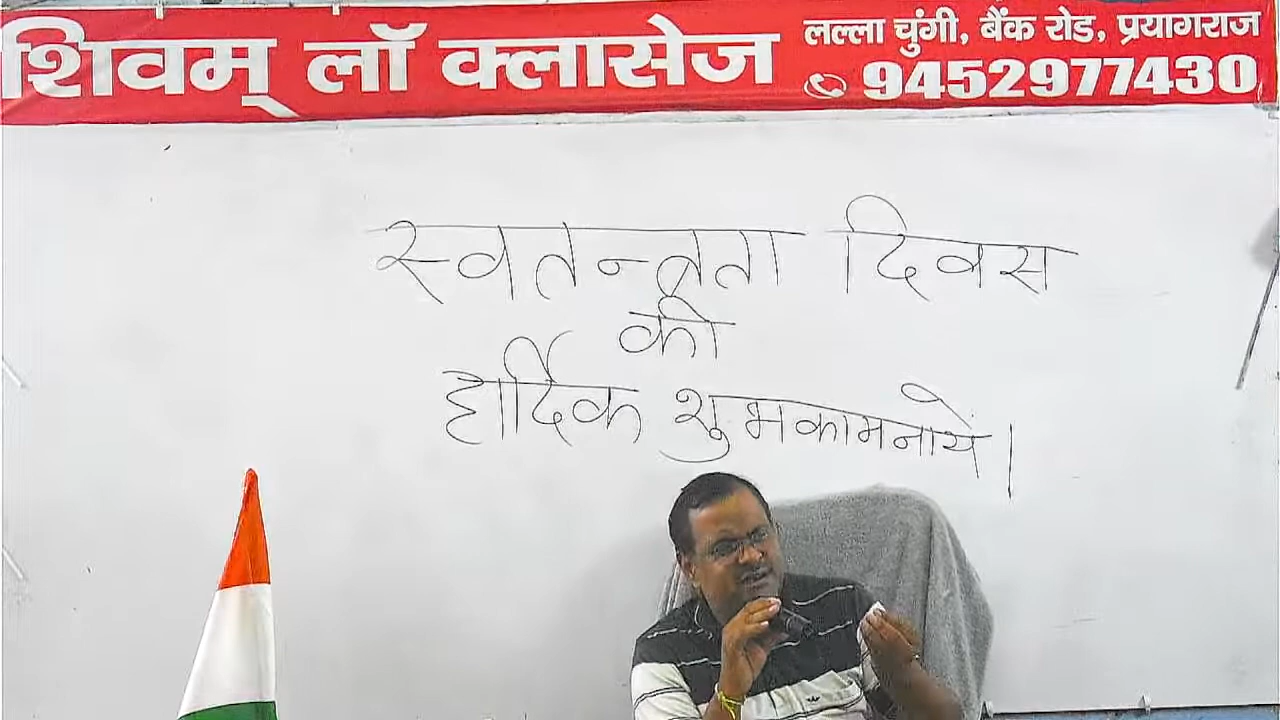 शिवम् लॉ क्लासेज
लल्ला चुंगी, बैंक रोड, प्रयागराज
9452977430
स्वतन्त्रता दिवस
की
हार्दिक शुभकामनायें।